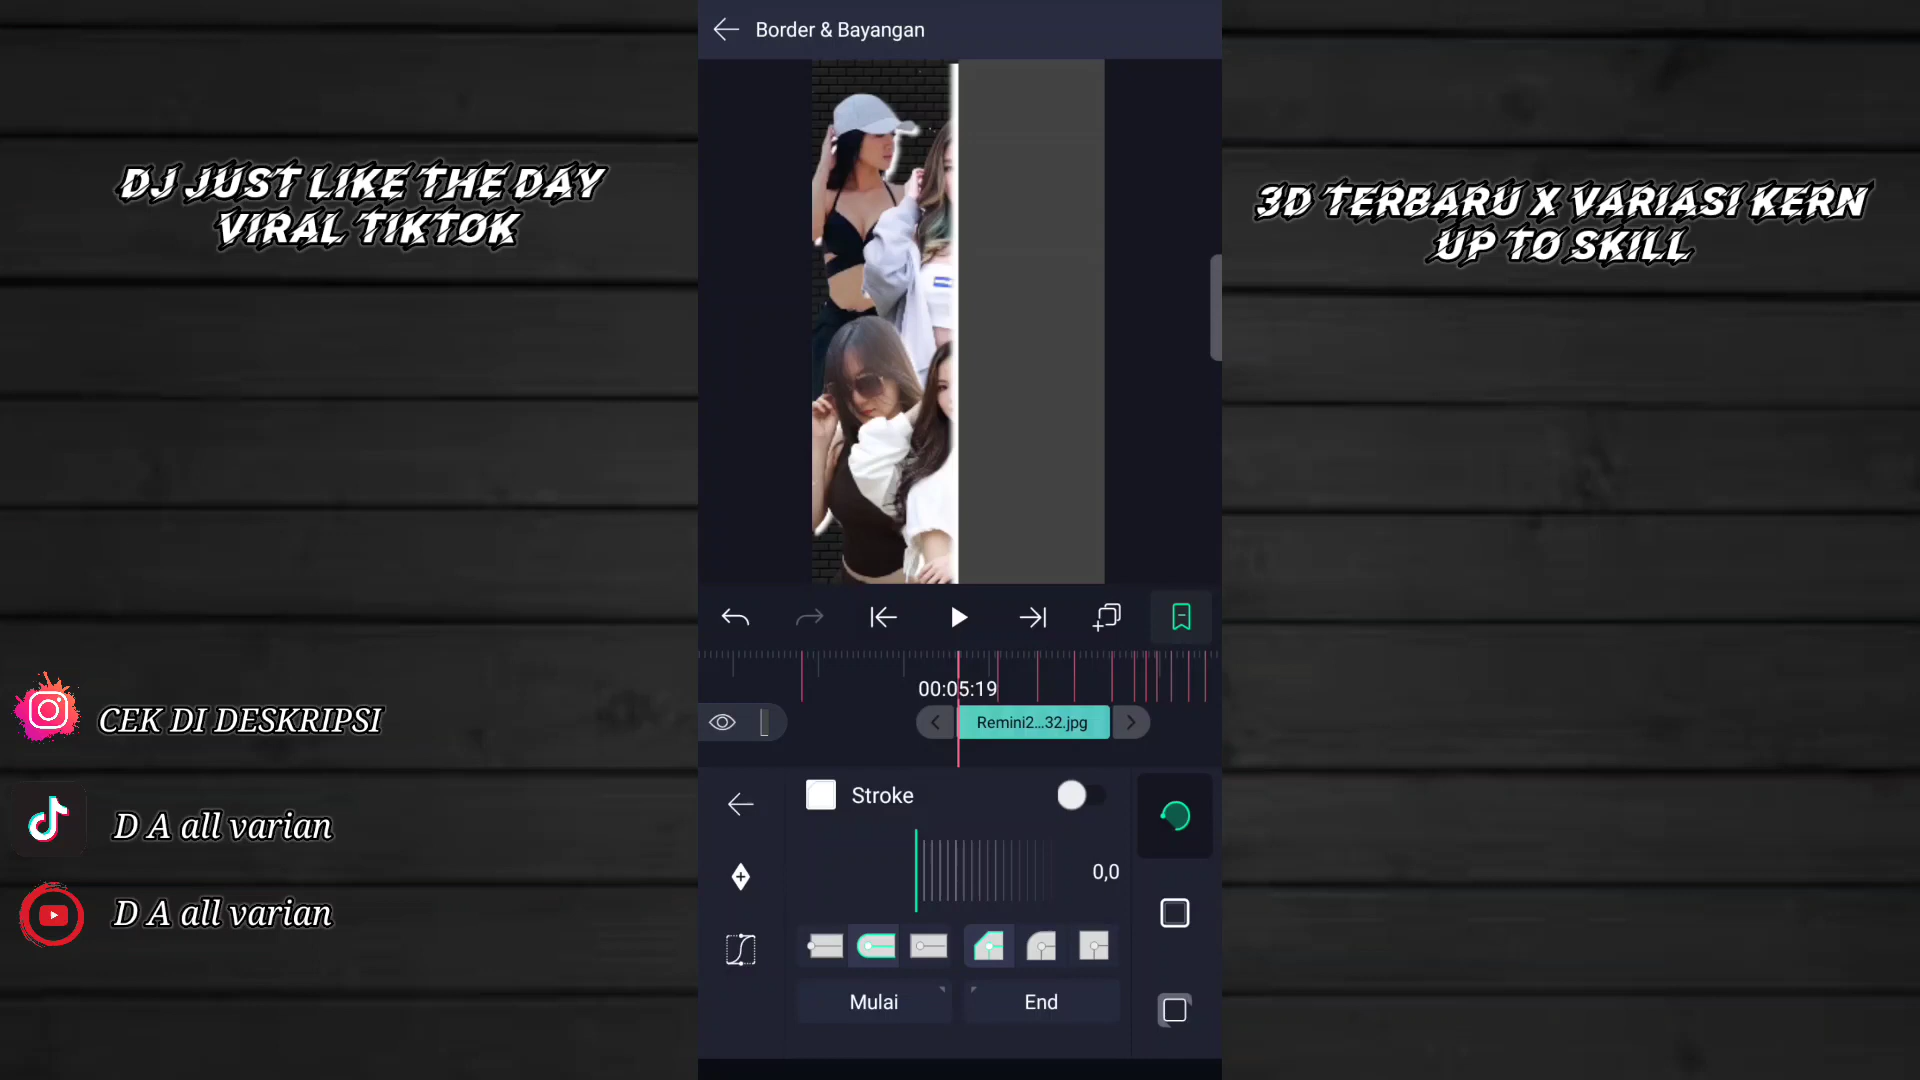 Border & Bayangan
DJ JUST LIKE THE DAY
VIRAL TIKTOK
3D TERBARU X VARIASI KERN
UP TO SKILL
00:05:19
Remini2...32.jpg
CEK DI DESKRIPSI
D A all varian
D A all varian
Stroke
0,0
Mulai
End